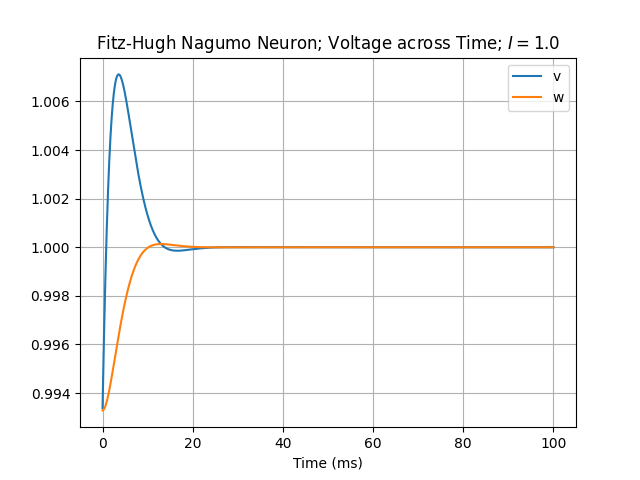 Fitz-Hugh Nagumo Neuron; Voltage across Time; I = 1.0
v
w
1.006
1.004
1.002
1.000
0.998
0.996
0.994
0 20 40 60 80 100
Time (ms)